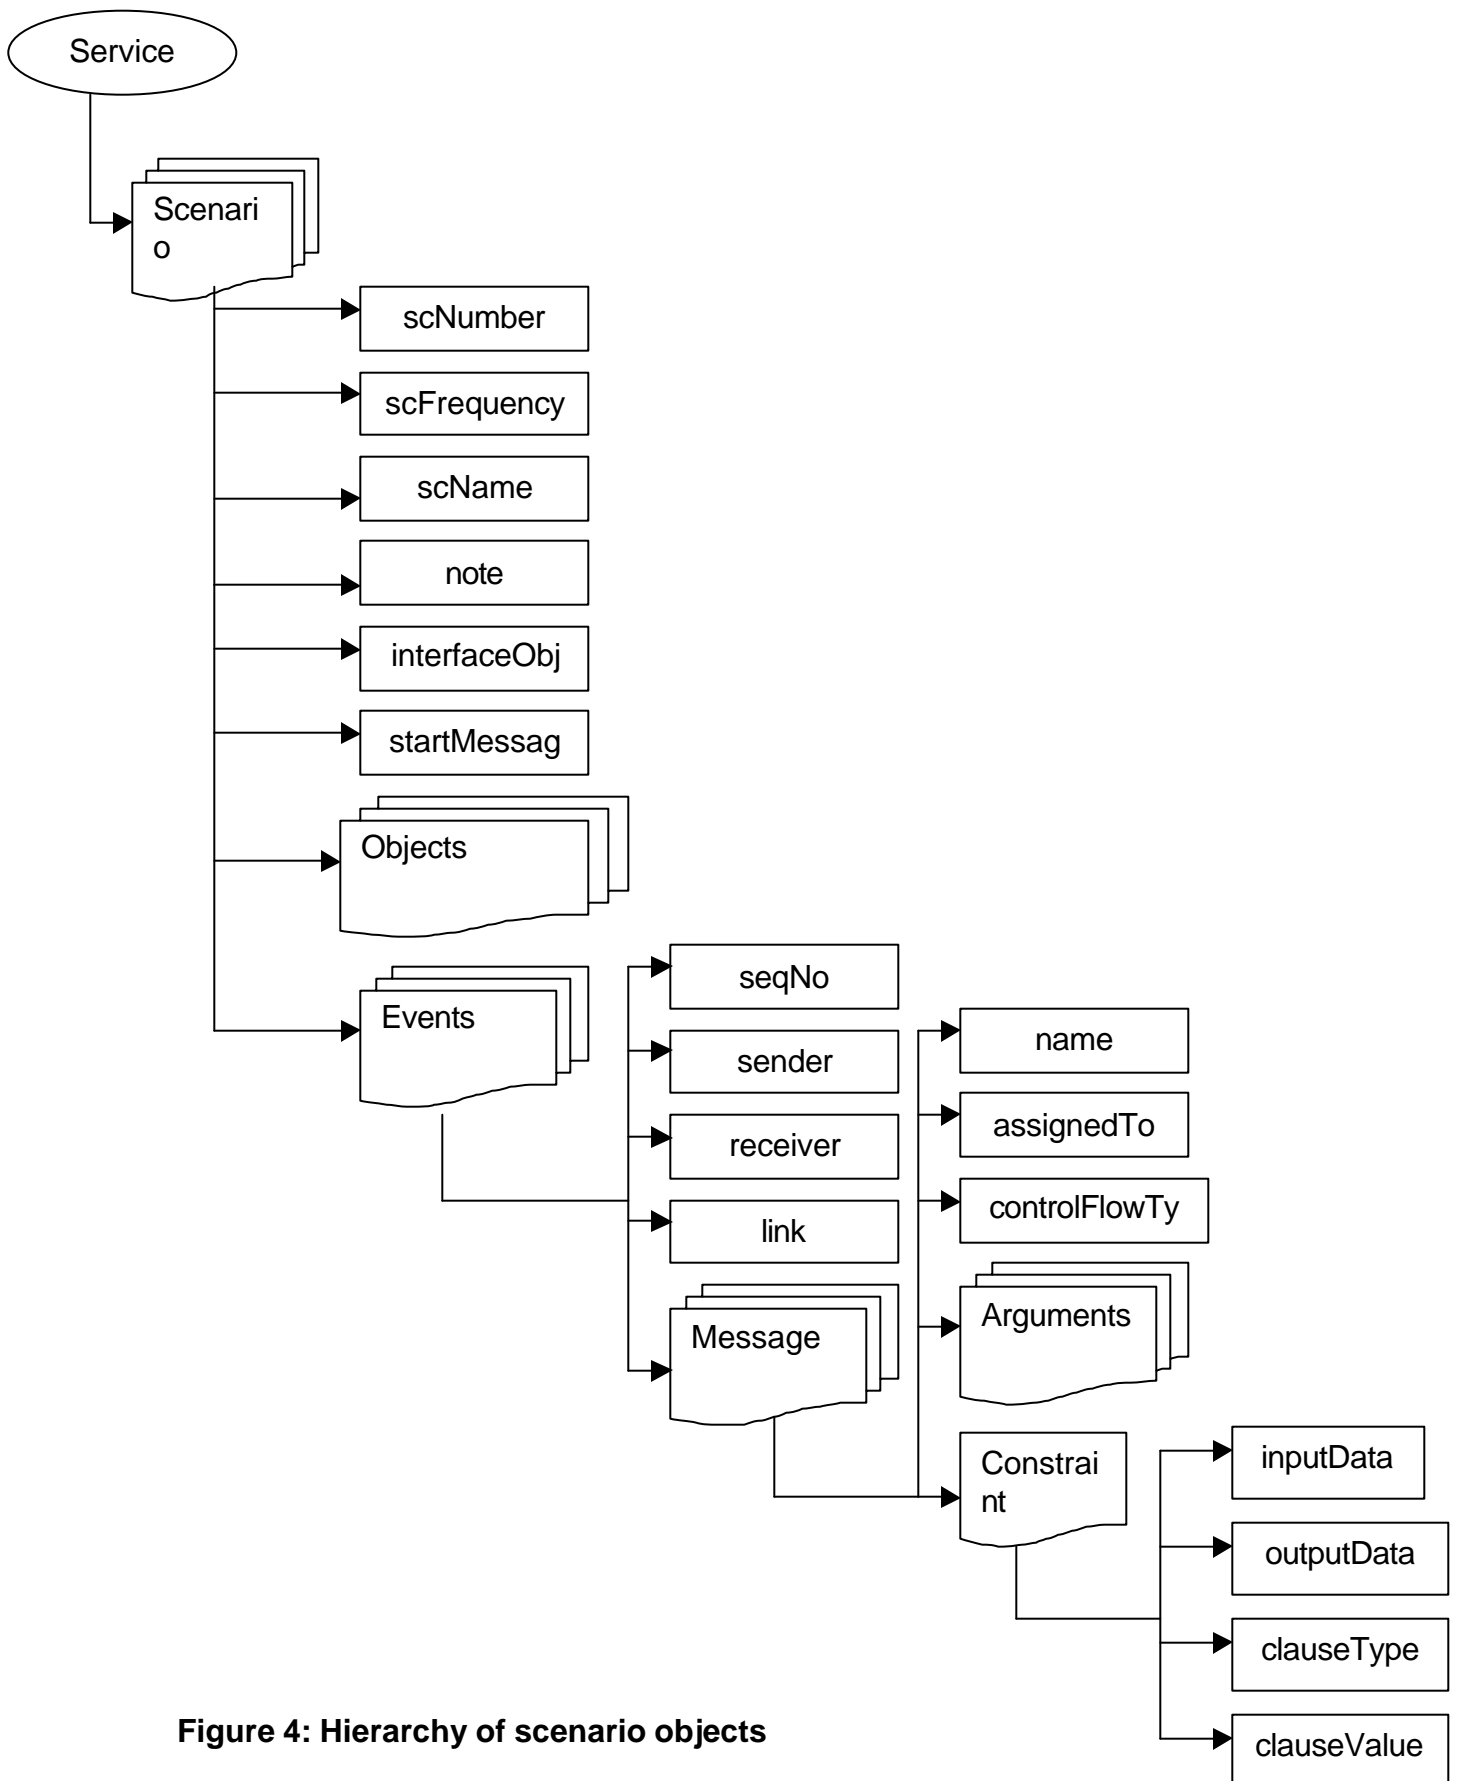 Service
Scenari
o
scNumber
scFrequency
scName
note
interfaceObj
startMessag
Objects
Events
seqNo
sender
receiver
link
Message
name
assignedTo
controlFlowTy
Arguments
Constrai
nt
inputData
outputData
clauseType
clauseValue
Figure 4: Hierarchy of scenario objects